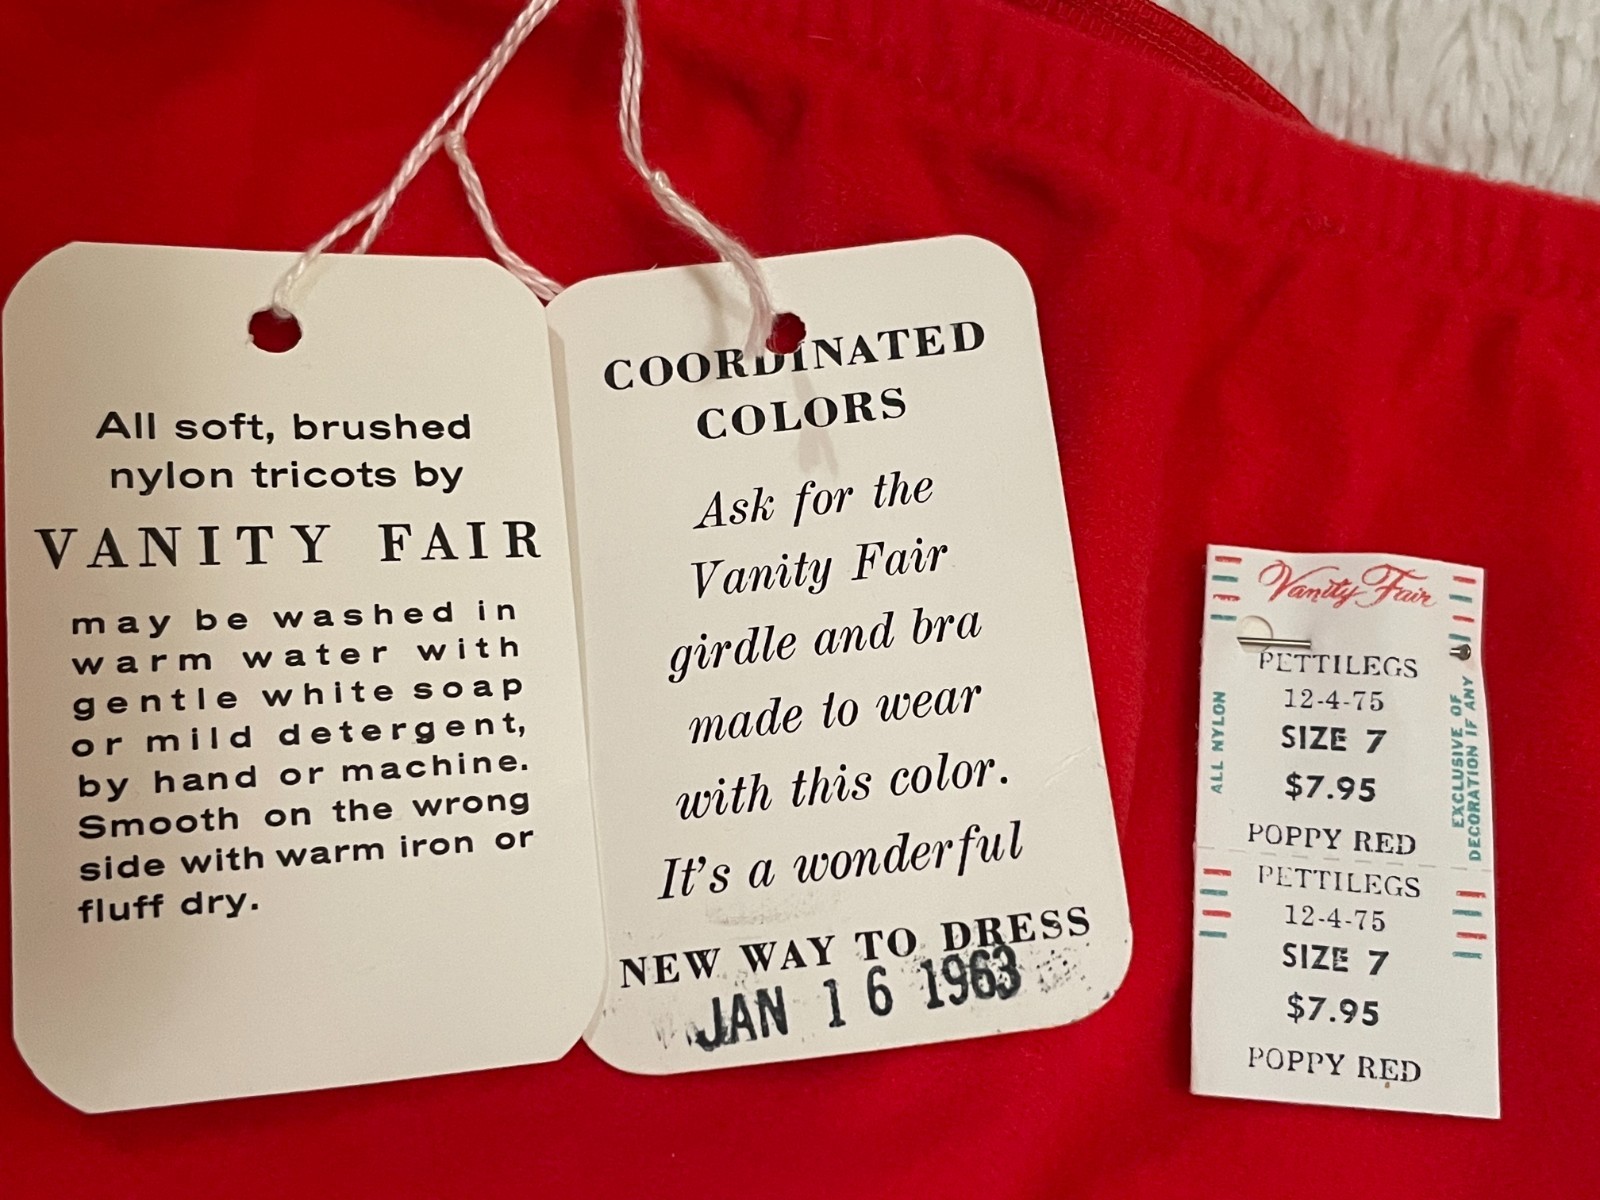 All soft, brushed
nylon tricots by
VANITY FAIR
may be washed in
warm water with
gentle white soap
or mild detergent,
by hand or machine.
Smooth on the wrong
side with warm iron or
fluff dry.
COORDINATED
COLORS
Ask for the
Vanity Fair
girdle and bra
made to wear
with this color.
It's a wonderful
NEW WAY TO DRESS
JAN 16 1963
Vanity Fair
PETTILEGS
12-4-75
SIZE 7
$7.95
POPPY RED
ALL NYLON
EXCLUSIVE OF
DECORATION IF ANY
PETTILEGS
12-4-75
SIZE 7
$7.95
POPPY RED